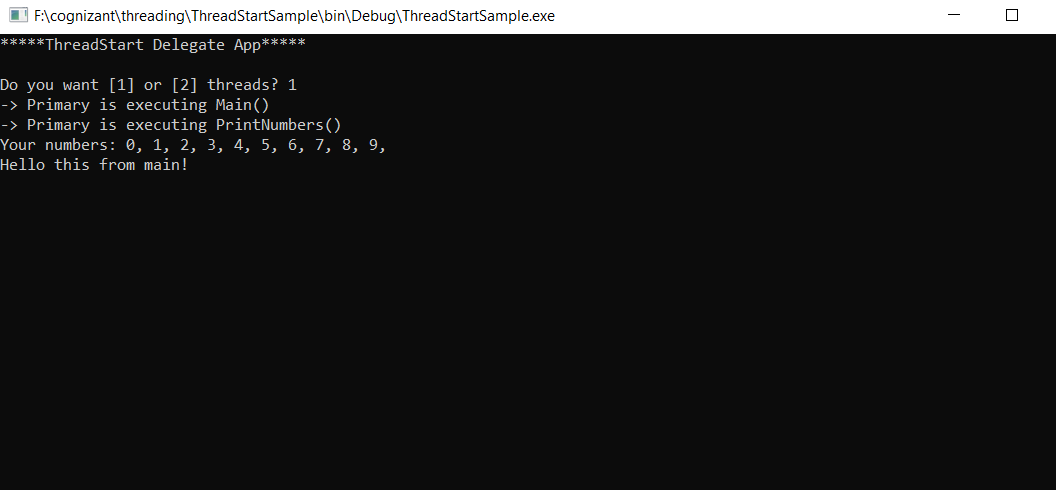 F:\cognizant\threading\ThreadStartSample\bin\Debug\ThreadStartSample.exe
*****ThreadStart Delegate App*****
Do you want [1] or [2] threads? 1
-> Primary is executing Main()
-> Primary is executing PrintNumbers()
Your numbers: 0, 1, 2, 3, 4, 5, 6, 7, 8, 9,
Hello this from main!